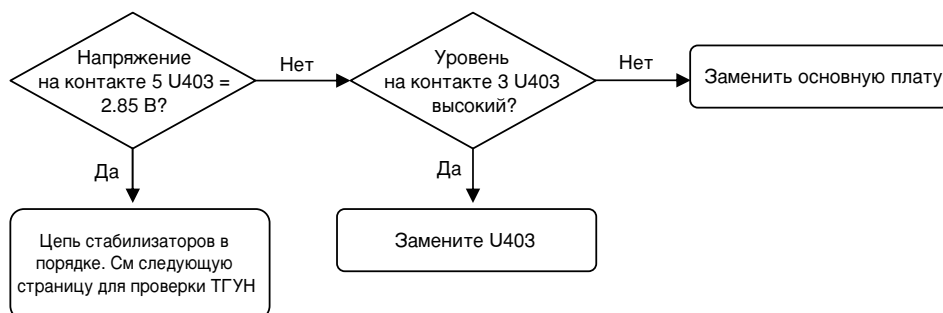 Напряжение
на контакте 5 U403 =
2.85 В?
Нет
Уровень
на контакте 3 U403
высокий?
Нет
Заменить основную плату
Да
Да
Цепь стабилизаторов в
порядке. См следующую
страницу для проверки ТГУН
Замените U403